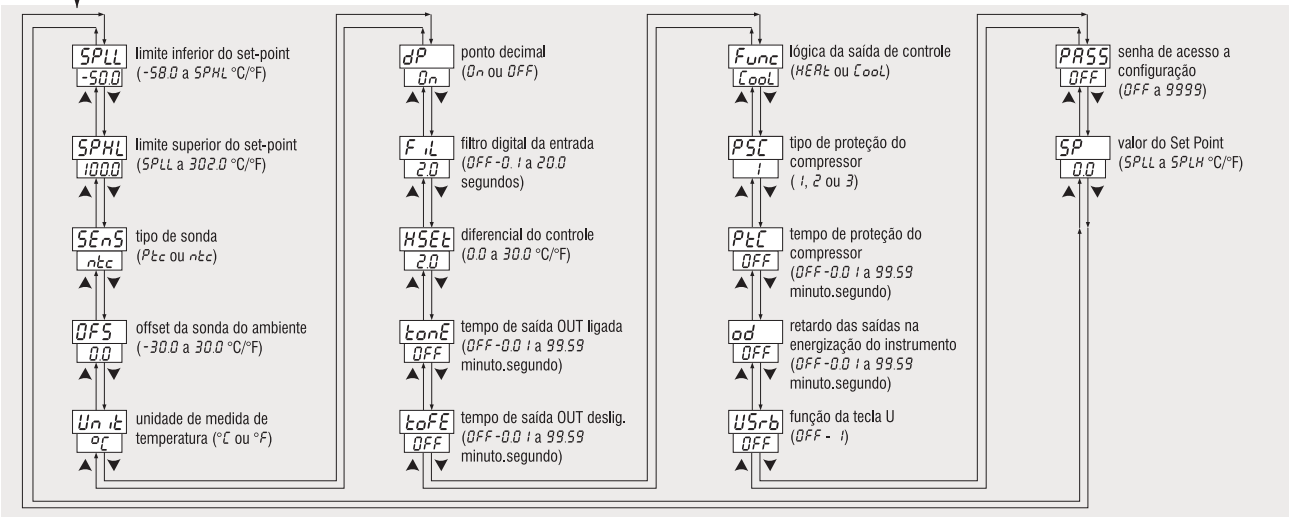 SPLL
-50.0
limite inferior do set-point
(-58.0 a SPHL °C/°F)
SPHL
100.0
limite superior do set-point
(SPLL a 302.0 °C/°F)
SEnS
ntc
tipo de sonda
(Ptc ou ntc)
OFS
0.0
offset da sonda do ambiente
(-30.0 a 30.0 °C/°F)
Unit
°C
unidade de medida de
temperatura (°C ou °F)
dP
On
ponto decimal
(On ou OFF)
FiL
2.0
filtro digital da entrada
(OFF -0.1 a 20.0
segundos)
HSEt
2.0
diferencial do controle
(0.0 a 30.0 °C/°F)
tonE
OFF
tempo de saída OUT ligada
(OFF -0.01 a 99.59
minuto.segundo)
toFE
OFF
tempo de saída OUT deslig.
(OFF -0.01 a 99.59
minuto.segundo)
Func
CooL
lógica da saída de controle
(HEAt ou CooL)
PSC
1
tipo de proteção do
compressor
(1, 2 ou 3)
PtC
OFF
tempo de proteção do
compressor
(OFF -0.01 a 99.59
minuto.segundo)
od
OFF
retardo das saídas na
energização do instrumento
(OFF -0.01 a 99.59
minuto.segundo)
USrb
OFF
função da tecla U
(OFF - 1)
PASS
OFF
senha de acesso a
configuração
(OFF a 9999)
SP
0.0
valor do Set Point
(SPLL a SPLH °C/°F)